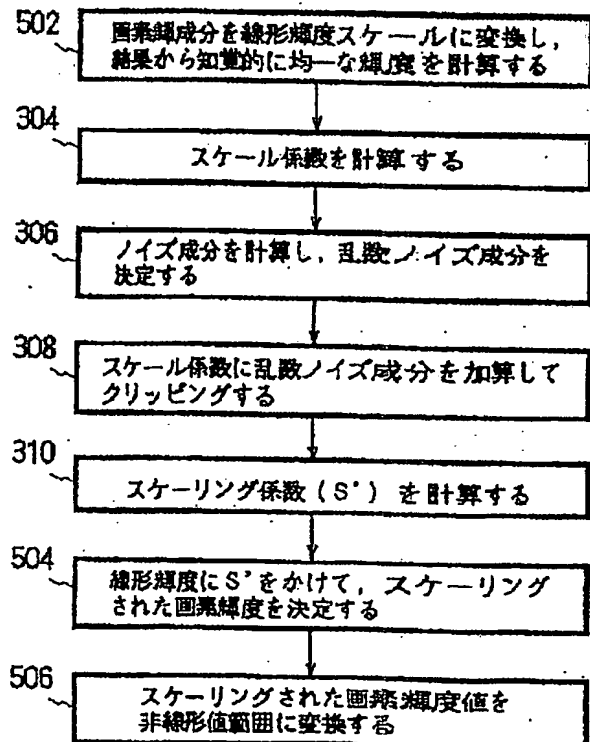 502
画素輝成分を線形輝度スケールに変換し，
結果から知覚的に均一な輝度を計算する
304
スケール係数を計算する
306
ノイズ成分を計算し，乱数ノイズ成分を
決定する
308
スケール係数に乱数ノイズ成分を加算して
クリッピングする
310
スケーリング係数（S'）を計算する
504
線形輝度にS'をかけて，スケーリング
された画素輝度を決定する
506
スケーリングされた画素輝度値を
非線形値範囲に変換する